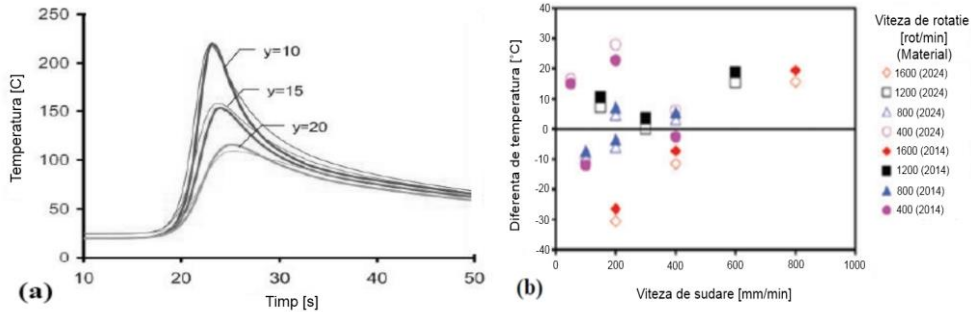 250
200
150
100
50
0
10
20
30
40
50
Temperatura [C]
Timp [s]
y=10
y=15
y=20
(a)
40
30
20
10
0
-10
-20
-30
-40
0
200
400
600
800
1000
Diferenta de temperatura [°C]
Viteza de sudare [mm/min]
(b)
Viteza de rotatie
[rot/min]
(Material)
1600 (2024)
1200 (2024)
800 (2024)
400 (2024)
1600 (2014)
1200 (2014)
800 (2014)
400 (2014)